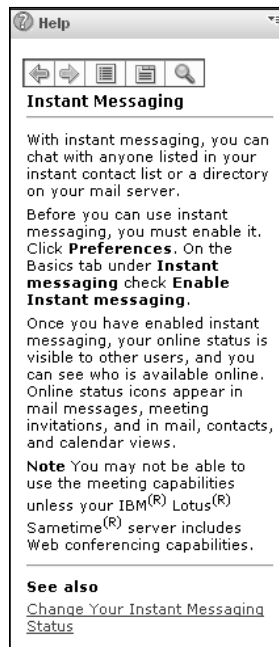 Help
Instant Messaging
With instant messaging, you can
chat with anyone listed in your
instant contact list or a directory
on your mail server.
Before you can use instant
messaging, you must enable it.
Click Preferences. On the
Basics tab under Instant
messaging check Enable
Instant messaging.
Once you have enabled instant
messaging, your online status is
visible to other users, and you
can see who is available online.
Online status icons appear in
mail messages, meeting
invitations, and in mail, contacts,
and calendar views.
Note You may not be able to
use the meeting capabilities
unless your IBM(R) Lotus(R)
Sametime(R) server includes
Web conferencing capabilities.
See also
Change Your Instant Messaging
Status